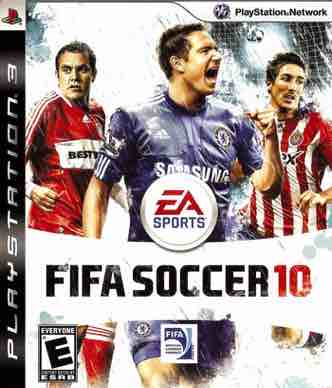 PlayStation®Network
PLAYSTATION 3
BEST
SAMSUNG
EA
SPORTS
FIFA SOCCER 10
EVERYONE
E
ESRB
FIFA